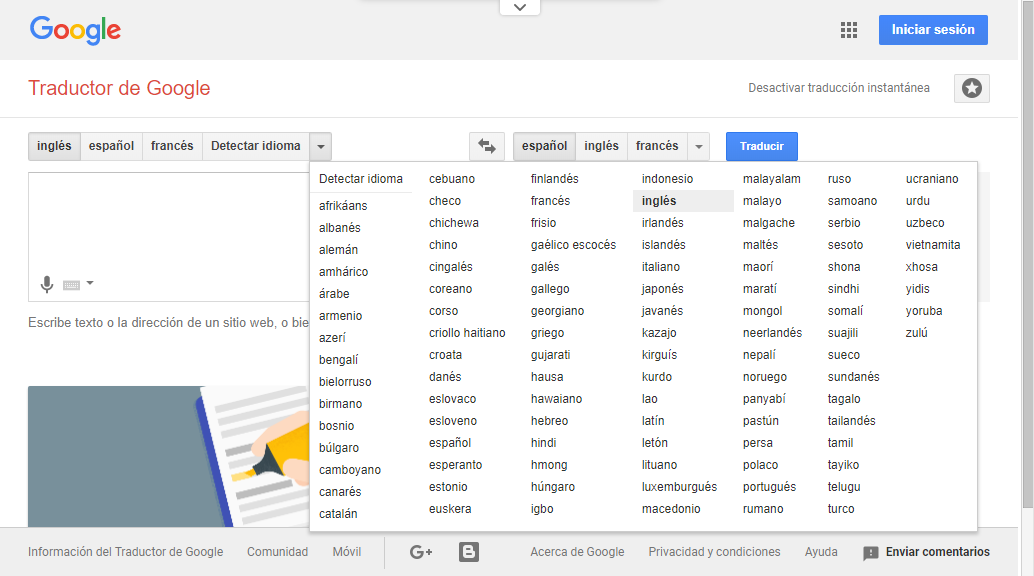 Google
Iniciar sesión
Traductor de Google
Desactivar traducción instantánea
inglés español francés Detectar idioma
español inglés francés
Traducir
Detectar idioma
afrikáans
albanés
alemán
amhárico
árabe
armenio
azerí
bengalí
bielorruso
birmano
bosnio
búlgaro
camboyano
canarés
catalán
cebuano
checo
chichewa
chino
cingalés
coreano
corso
criollo haitiano
croata
danés
eslovaco
esloveno
español
esperanto
estonio
euskera
finlandés
francés
frisio
gaélico escocés
galés
gallego
georgiano
griego
gujarati
hausa
hawaiano
hebreo
hindi
hmong
húngaro
igbo
indonesio
inglés
irlandés
islandés
italiano
japonés
javanés
kazajo
kirguís
kurdo
lao
latín
letón
lituano
luxemburgués
macedonio
malayalam
malayo
malgache
maltés
maorí
maratí
mongol
neerlandés
nepalí
noruego
panyabí
pastún
persa
polaco
portugués
rumano
ruso
samoano
serbio
sesoto
shona
sindhi
somalí
suajili
sueco
sundanés
tagalo
tailandés
tamil
tayiko
telugu
turco
ucraniano
urdu
uzbeco
vietnamita
xhosa
yidis
yoruba
zulú
Escribe texto o la dirección de un sitio web, o bie
Información del Traductor de Google Comunidad Móvil G+ B Acerca de Google Privacidad y condiciones Ayuda Enviar comentarios